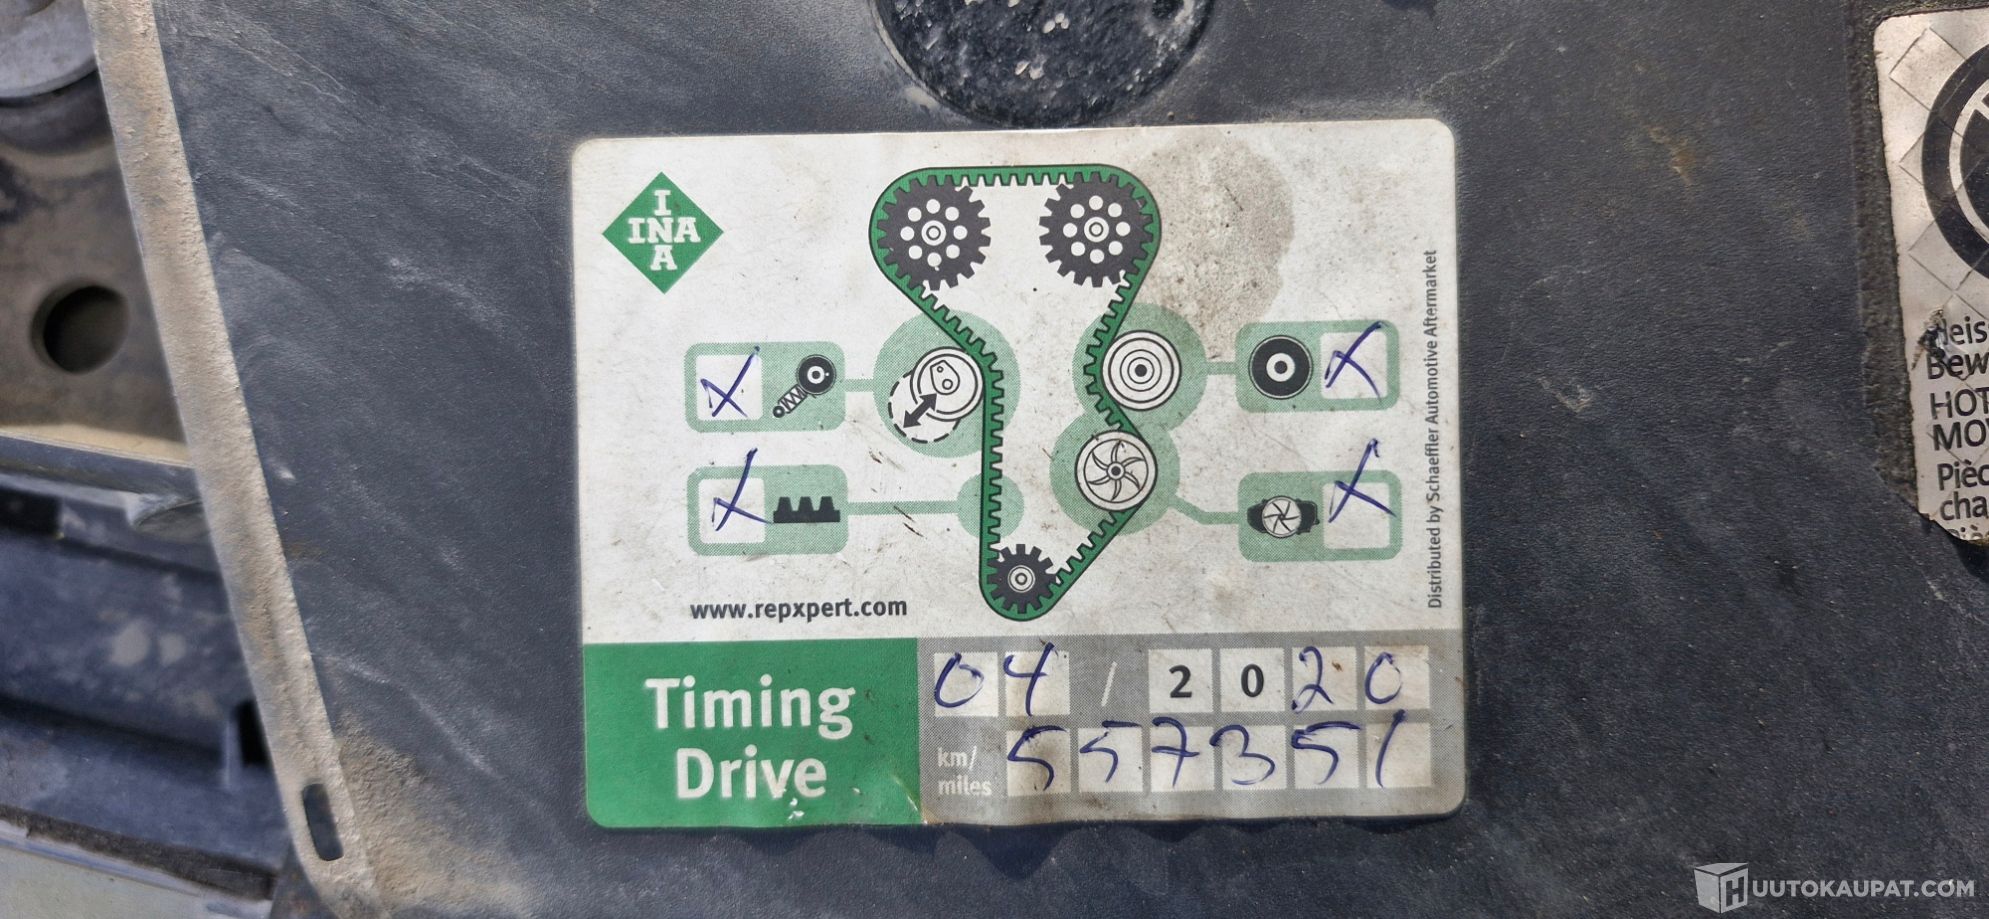 I
INA
A
www.repxpert.com
Distributed by Schaeffler Automotive Aftermarket
Timing
Drive
04 / 2020
km/
miles
557351
Heis
Bew
HOT
MO
Pièc
cha
HUUTOKAUPAT.COM